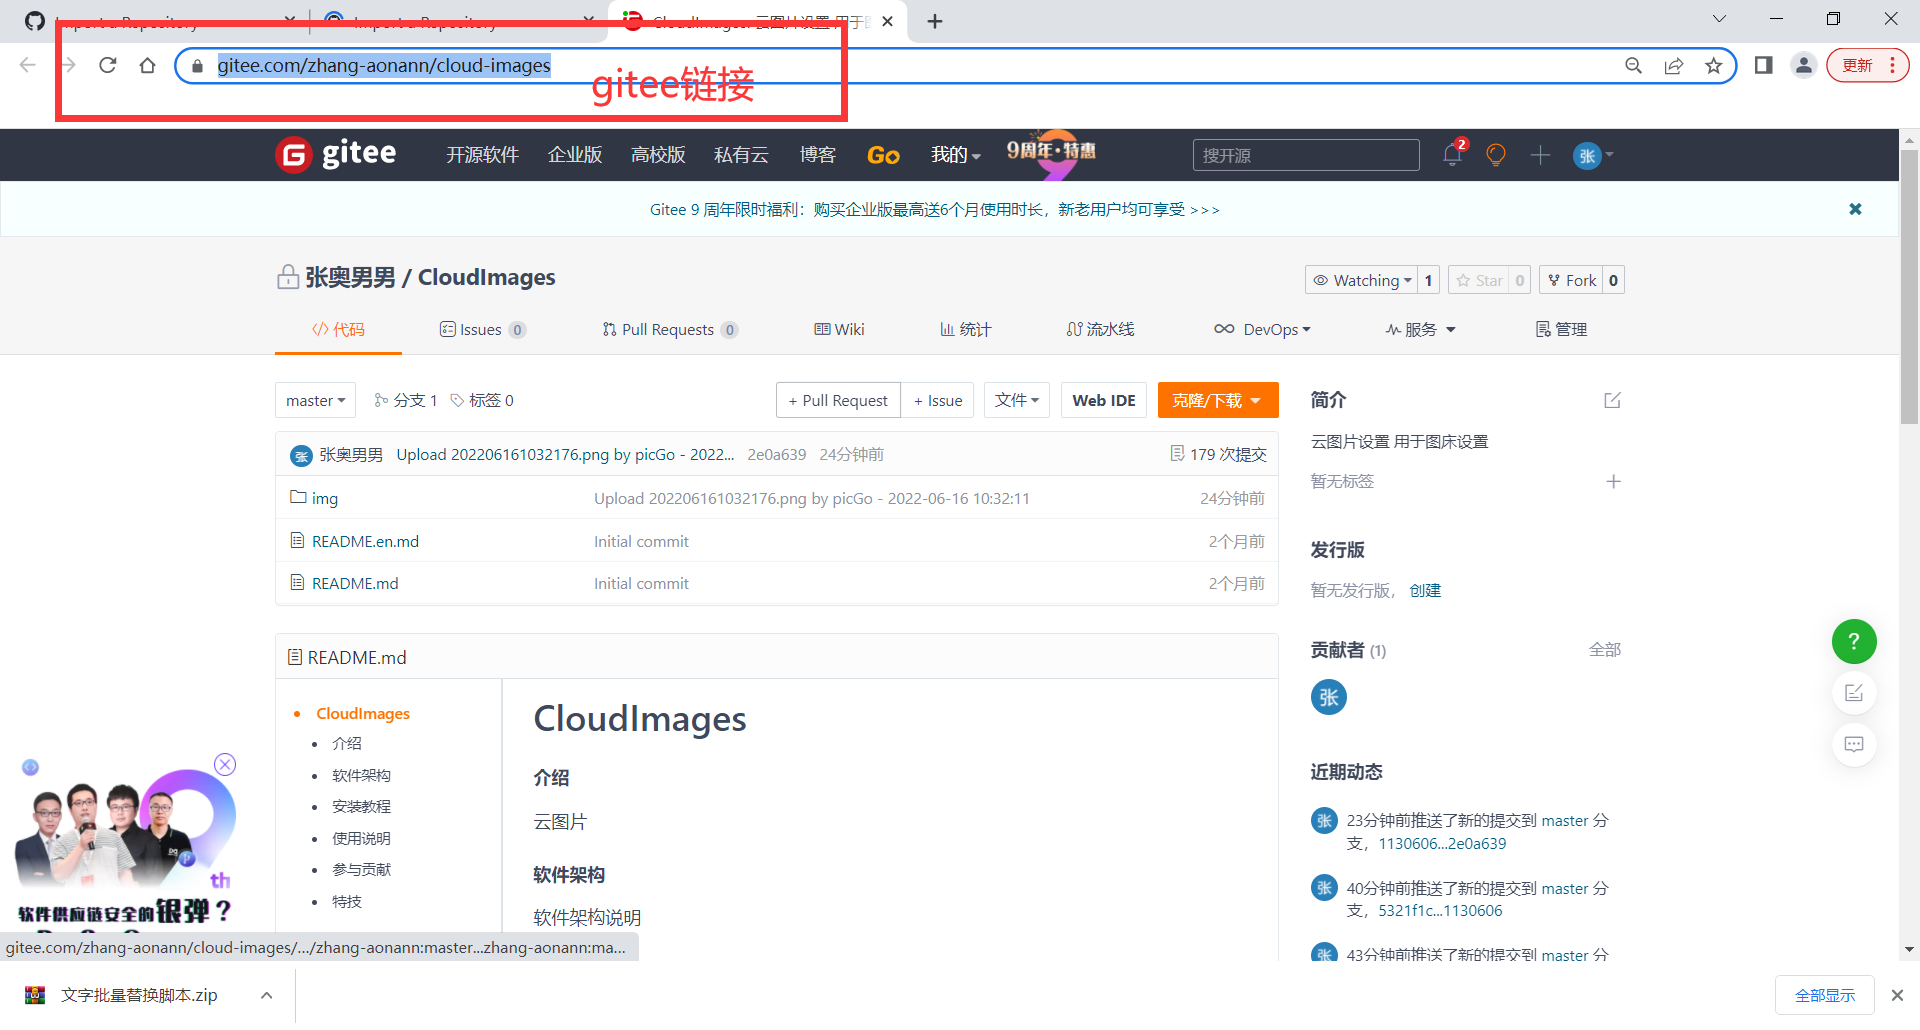 Import a Repository
Import a Repository
CloudImages: 云图片设置 用于
gitee.com/zhang-aonann/cloud-images
gitee链接
更新
gitee
开源软件 企业版 高校版 私有云 博客 Go 我的
9周年·特惠
搜开源
2
张
Gitee 9 周年限时福利：购买企业版最高送6个月使用时长，新老用户均可享受 >>>
张奥男男 / CloudImages
Watching 1
Star 0
Fork 0
代码
Issues 0
Pull Requests 0
Wiki
统计
流水线
DevOps
服务
管理
master
分支 1
标签 0
+ Pull Request
+ Issue
文件
Web IDE
克隆/下载
张 张奥男男 Upload 202206161032176.png by picGo - 2022... 2e0a639 24分钟前
179 次提交
img Upload 202206161032176.png by picGo - 2022-06-16 10:32:11 24分钟前
README.en.md Initial commit 2个月前
README.md Initial commit 2个月前
README.md
CloudImages
介绍
软件架构
安装教程
使用说明
参与贡献
特技
CloudImages
介绍
云图片
软件架构
软件架构说明
简介
云图片设置 用于图床设置
暂无标签
发行版
暂无发行版， 创建
贡献者 (1)
全部
张
近期动态
张 23分钟前推送了新的提交到 master 分
支，1130606...2e0a639
张 40分钟前推送了新的提交到 master 分
支，5321f1c...1130606
张 43分钟前推送了新的提交到 master 分
?
th
软件供应链安全的银弹？
gitee.com/zhang-aonann/cloud-images/.../zhang-aonann:master...zhang-aonann:ma...
文字批量替换脚本.zip
全部显示